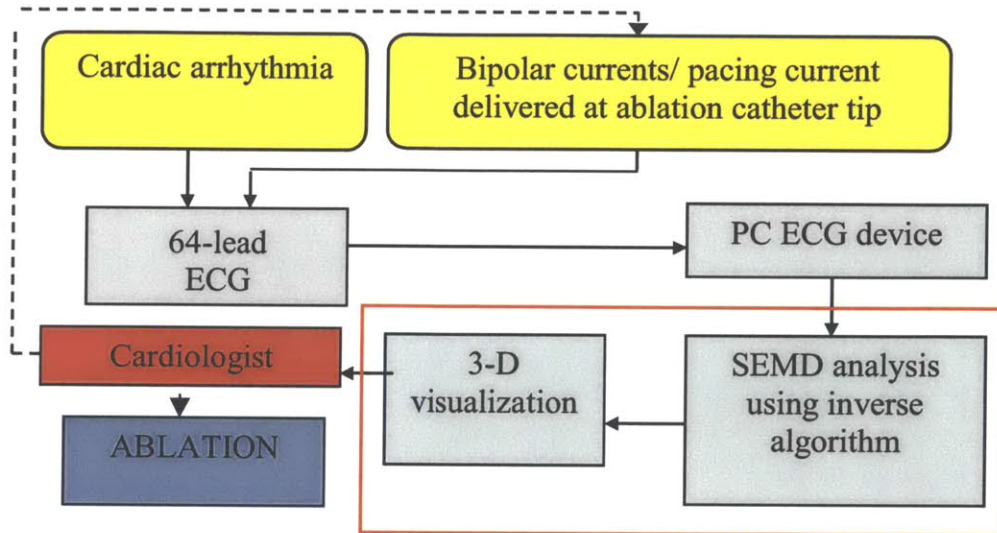 Cardiac arrhythmia
Bipolar currents/ pacing current
delivered at ablation catheter tip
64-lead
ECG
PC ECG device
Cardiologist
3-D
visualization
SEMD analysis
using inverse
algorithm
ABLATION